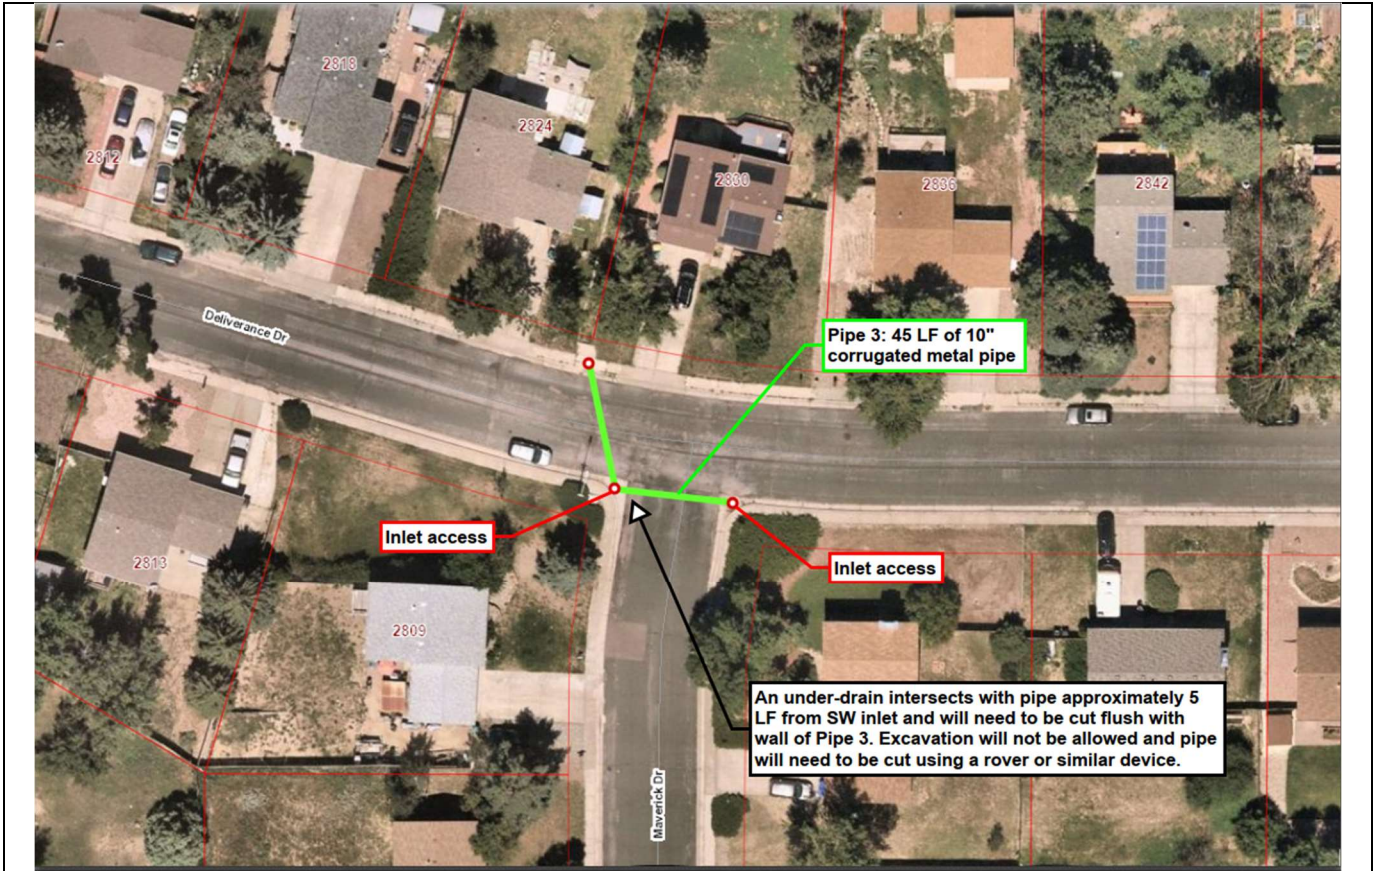 2818
2824
2812
2830
2836
2842
Deliverance Dr
Pipe 3: 45 LF of 10"
corrugated metal pipe
Inlet access
Inlet access
2813
2809
An under-drain intersects with pipe approximately 5
LF from SW inlet and will need to be cut flush with
wall of Pipe 3. Excavation will not be allowed and pipe
will need to be cut using a rover or similar device.
Maverick Dr